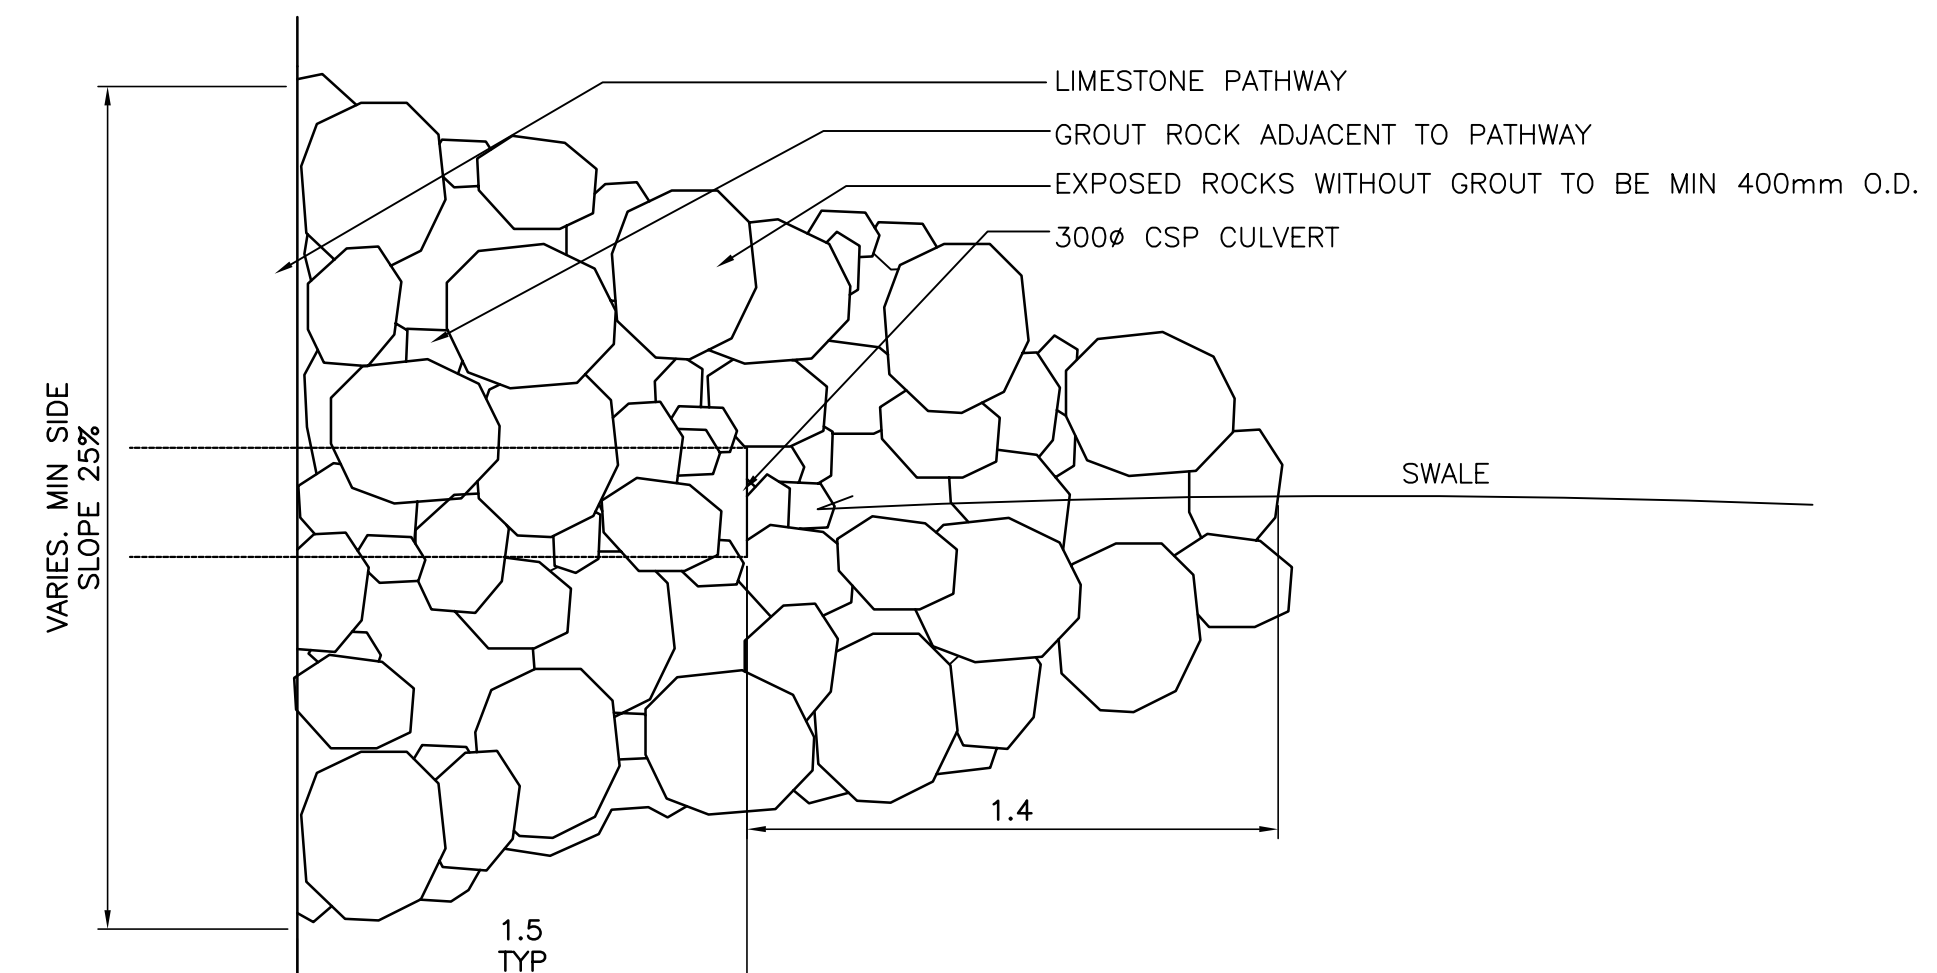 LIMESTONE PATHWAY
GROUT ROCK ADJACENT TO PATHWAY
EXPOSED ROCKS WITHOUT GROUT TO BE MIN 400mm O.D.
300ø CSP CULVERT
VARIES. MIN SIDE
SLOPE 25%
SWALE
1.4
1.5
TYP